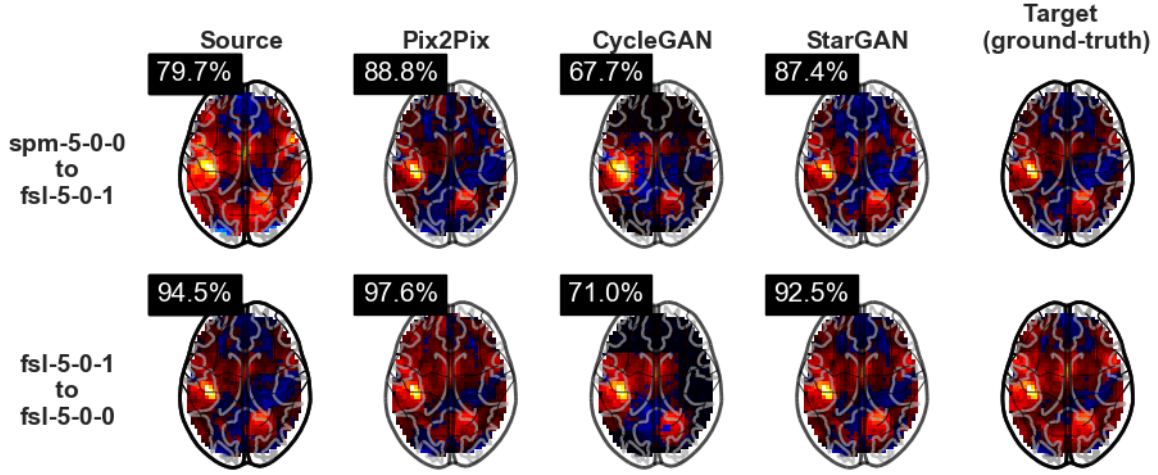 Source
Pix2Pix
CycleGAN
StarGAN
Target
(ground-truth)
spm-5-0-0
to
fsl-5-0-1
79.7%
88.8%
67.7%
87.4%
fsl-5-0-1
to
fsl-5-0-0
94.5%
97.6%
71.0%
92.5%